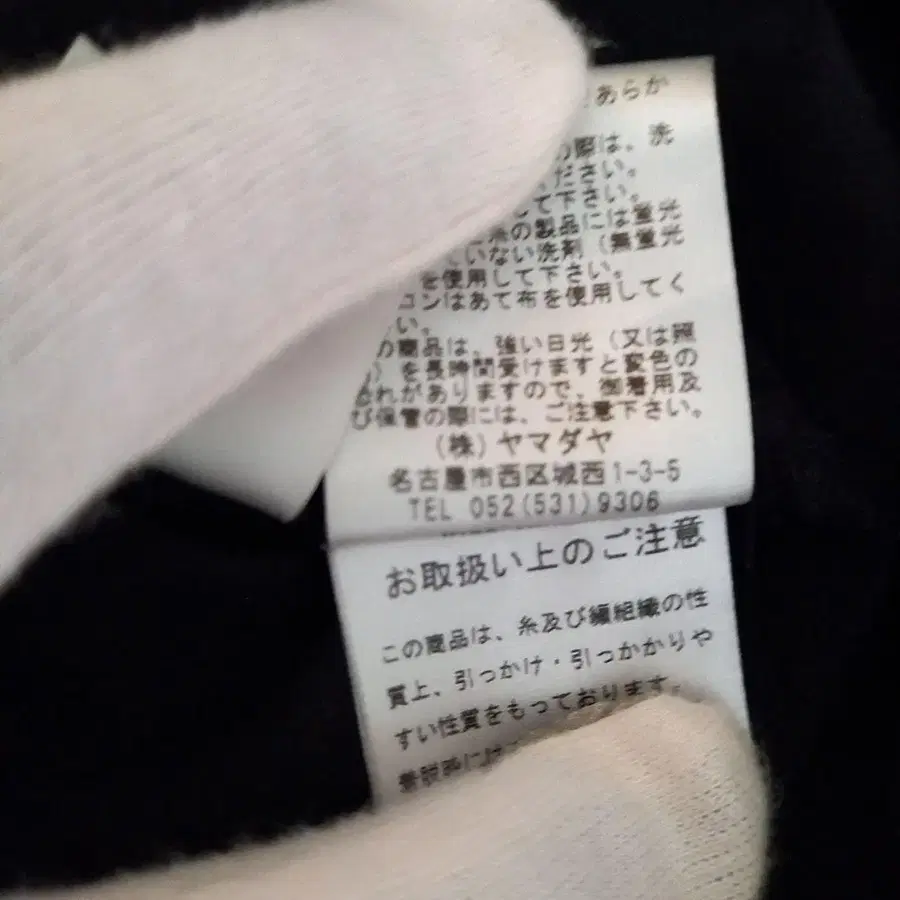 あらか
の際は、洗
ださい。
て下さい。
の製品には蛍光
いない洗剤（無蛍光
を使用して下さい。
ロンはあて布を使用してく
い。
の商品は、強い日光（又は照
）を長時間受けますと変色の
恐れがありますので、御着用及
び保管の際には、ご注意下さい。
(株)ヤマダヤ
名古屋市西区城西1-3-5
TEL 052(531)9306
お取扱い上のご注意
この商品は、糸及び編組織の性
質上、引っかけ・引っかかりや
すい性質をもっております。
着脱時には